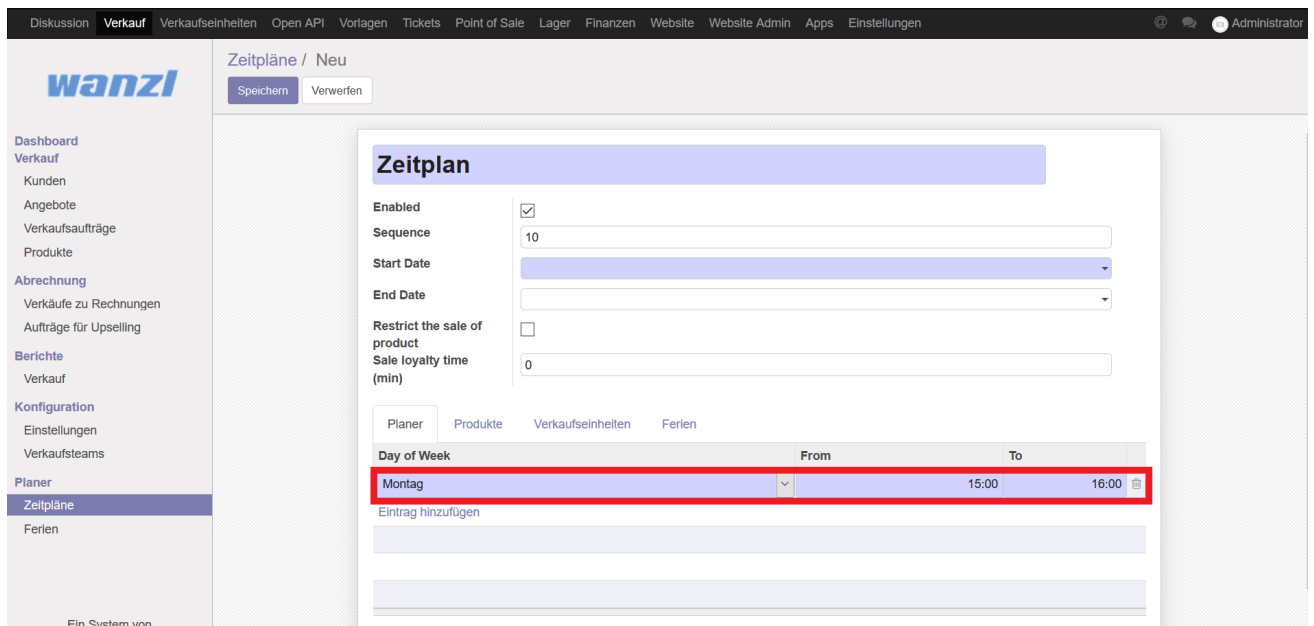 Diskussion Verkauf Verkaufseinheiten Open API Vorlagen Tickets Point of Sale Lager Finanzen Website Website Admin Apps Einstellungen @ Administrator
wanzl
Zeitpläne / Neu
Speichern Verwerfen
Dashboard
Verkauf
Kunden
Angebote
Verkaufsaufträge
Produkte
Abrechnung
Verkäufe zu Rechnungen
Aufträge für Upselling
Berichte
Verkauf
Konfiguration
Einstellungen
Verkaufsteams
Planer
Zeitpläne
Ferien
Ein System von
Zeitplan
Enabled
Sequence 10
Start Date
End Date
Restrict the sale of
product
Sale loyalty time
(min) 0
Planer Produkte Verkaufseinheiten Ferien
Day of Week From To
Montag 15:00 16:00
Eintrag hinzufügen